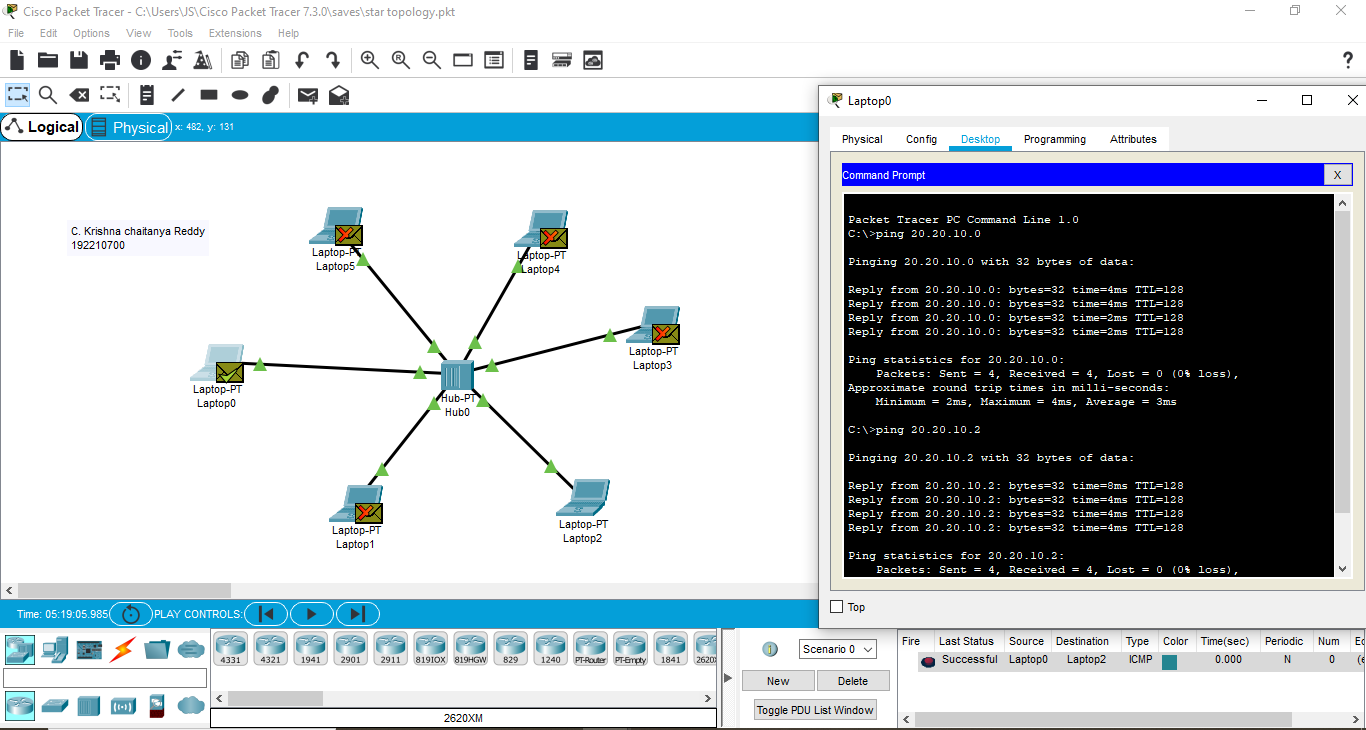 Cisco Packet Tracer - C:\Users\JS\Cisco Packet Tracer 7.3.0\saves\star topology.pkt
File Edit Options View Tools Extensions Help
Logical Physical x: 482, y: 131
C. Krishna chaitanya Reddy
192210700
Laptop-PT
Laptop5
Laptop-PT
Laptop4
Laptop-PT
Laptop3
Laptop-PT
Laptop0
Hub-PT
Hub0
Laptop-PT
Laptop1
Laptop-PT
Laptop2
Laptop0
Physical Config Desktop Programming Attributes
Command Prompt X
Packet Tracer PC Command Line 1.0
C:\>ping 20.20.10.0
Pinging 20.20.10.0 with 32 bytes of data:
Reply from 20.20.10.0: bytes=32 time=4ms TTL=128
Reply from 20.20.10.0: bytes=32 time=4ms TTL=128
Reply from 20.20.10.0: bytes=32 time=2ms TTL=128
Reply from 20.20.10.0: bytes=32 time=2ms TTL=128
Ping statistics for 20.20.10.0:
Packets: Sent = 4, Received = 4, Lost = 0 (0% loss),
Approximate round trip times in milli-seconds:
Minimum = 2ms, Maximum = 4ms, Average = 3ms
C:\>ping 20.20.10.2
Pinging 20.20.10.2 with 32 bytes of data:
Reply from 20.20.10.2: bytes=32 time=8ms TTL=128
Reply from 20.20.10.2: bytes=32 time=4ms TTL=128
Reply from 20.20.10.2: bytes=32 time=4ms TTL=128
Reply from 20.20.10.2: bytes=32 time=4ms TTL=128
Ping statistics for 20.20.10.2:
Packets: Sent = 4, Received = 4, Lost = 0 (0% loss),
Top
Time: 05:19:05.985 PLAY CONTROLS:
4331 4321 1941 2901 2911 819IOX 819HGW 829 1240 PT-Router PT-Empty 1841 2620
2620XM
Scenario 0
New Delete
Toggle PDU List Window
Fire Last Status Source Destination Type Color Time(sec) Periodic Num Ed
Successful Laptop0 Laptop2 ICMP 0.000 N 0 (e